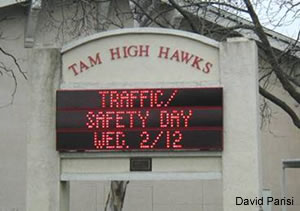 TAM HIGH HAWKS
TRAFFIC/
SAFETY DAY
WED. 2/12
David Parisi